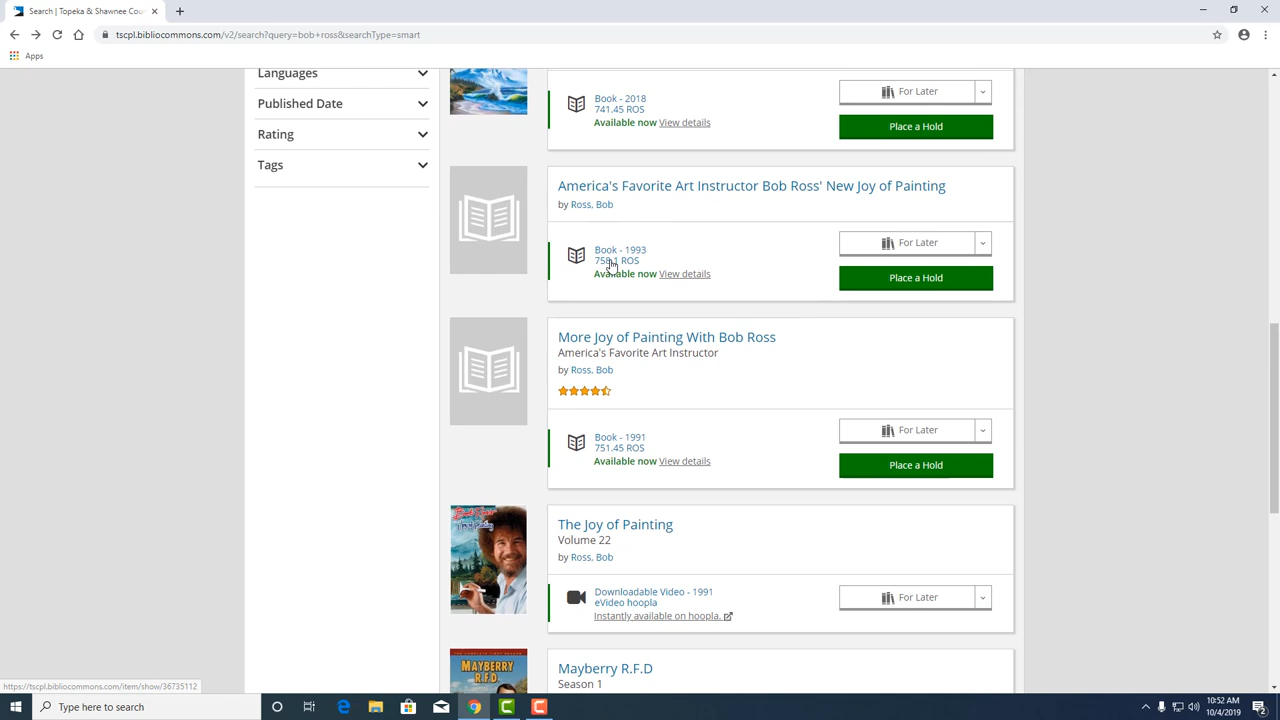 Search | Topeka & Shawnee Cou
tscpl.bibliocommons.com/v2/search?query=bob+ross&searchType=smart
Apps
Languages
Published Date
Rating
Tags
Book - 2018
741.45 ROS
Available now View details
For Later
Place a Hold
America's Favorite Art Instructor Bob Ross' New Joy of Painting
by Ross, Bob
Book - 1993
758.1 ROS
Available now View details
For Later
Place a Hold
More Joy of Painting With Bob Ross
America's Favorite Art Instructor
by Ross, Bob
Book - 1991
751.45 ROS
Available now View details
For Later
Place a Hold
The Joy of Painting
Volume 22
by Ross, Bob
Downloadable Video - 1991
eVideo hoopla
Instantly available on hoopla.
For Later
MAYBERRY
R.F.D.
Mayberry R.F.D
Season 1
https://tscpl.bibliocommons.com/item/show/36735112
Type here to search
10:52 AM
10/4/2019
2